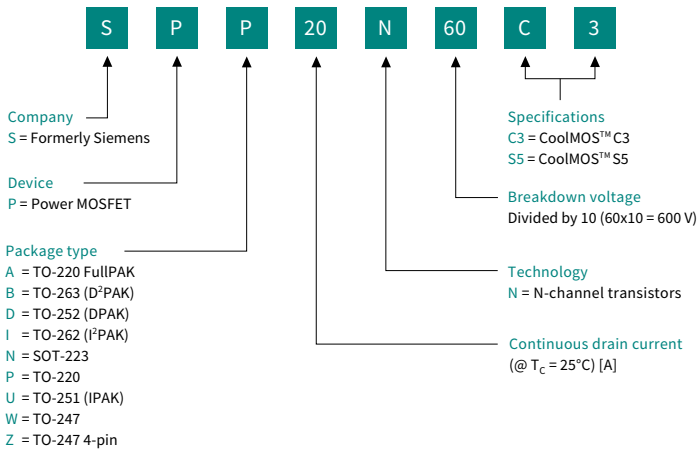 S P P 20 N 60 C 3
Company
S = Formerly Siemens
Device
P = Power MOSFET
Package type
A = TO-220 FullPAK
B = TO-263 (D²PAK)
D = TO-252 (DPAK)
I = TO-262 (I²PAK)
N = SOT-223
P = TO-220
U = TO-251 (IPAK)
W = TO-247
Z = TO-247 4-pin
Specifications
C3 = CoolMOS™ C3
S5 = CoolMOS™ S5
Breakdown voltage
Divided by 10 (60x10 = 600 V)
Technology
N = N-channel transistors
Continuous drain current
(@ T_C = 25°C) [A]